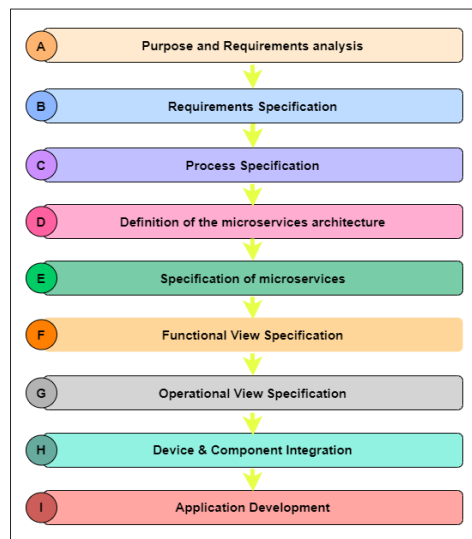 A Purpose and Requirements analysis
B Requirements Specification
C Process Specification
D Definition of the microservices architecture
E Specification of microservices
F Functional View Specification
G Operational View Specification
H Device & Component Integration
I Application Development